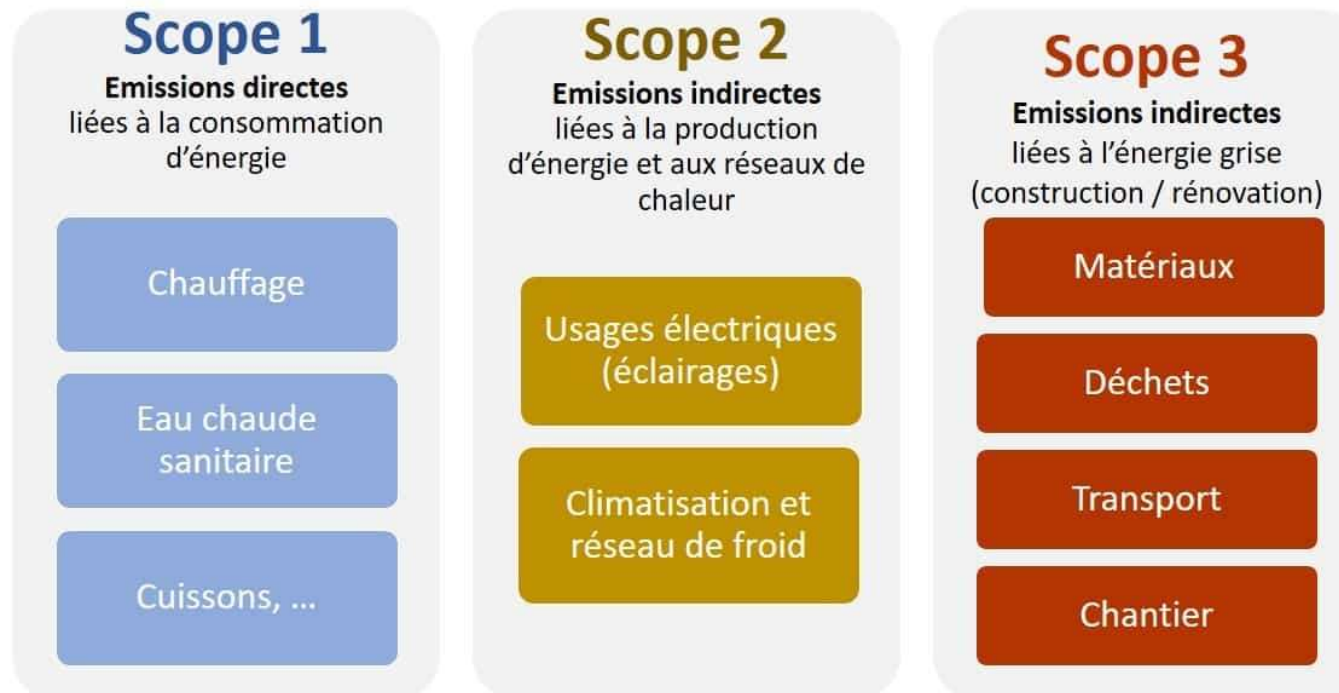 Scope 1
Emissions directes
liées à la consommation
d'énergie
Chauffage
Eau chaude
sanitaire
Cuissons, ...
Scope 2
Emissions indirectes
liées à la production
d'énergie et aux réseaux de
chaleur
Usages électriques
(éclairages)
Climatisation et
réseau de froid
Scope 3
Emissions indirectes
liées à l'énergie grise
(construction / rénovation)
Matériaux
Déchets
Transport
Chantier